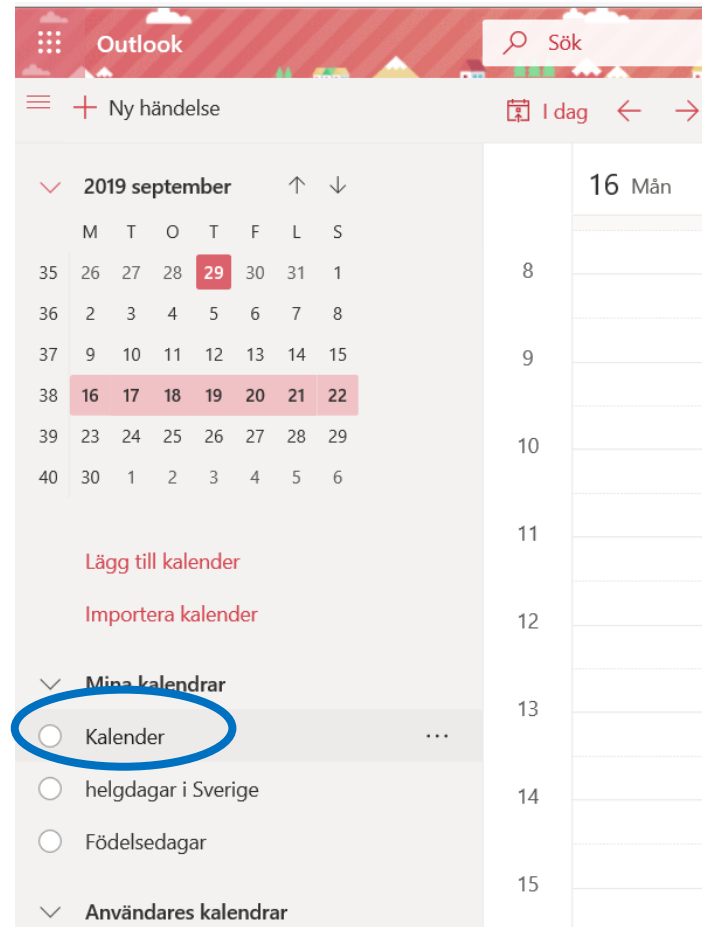 Outlook
Sök
Ny händelse
I dag
2019 september
16 Mån
M T O T F L S
35 26 27 28 29 30 31 1
36 2 3 4 5 6 7 8
37 9 10 11 12 13 14 15
38 16 17 18 19 20 21 22
39 23 24 25 26 27 28 29
40 30 1 2 3 4 5 6
Lägg till kalender
Importera kalender
Mina kalendrar
Kalender
helgdagar i Sverige
Födelsedagar
Användares kalendrar
8
9
10
11
12
13
14
15